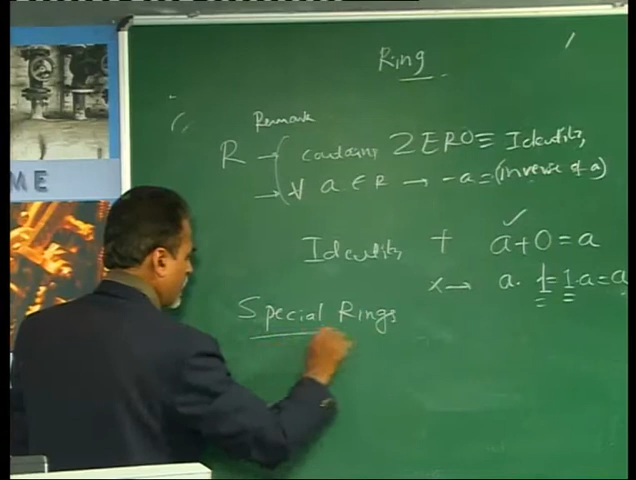 Ring
Remark
R → contains ZERO ≡ Identity
→ ∀ a ∈ R → -a = (inverse of a)
Identity + a+0=a
x → a.1=1.a=a
Special Rings
ME